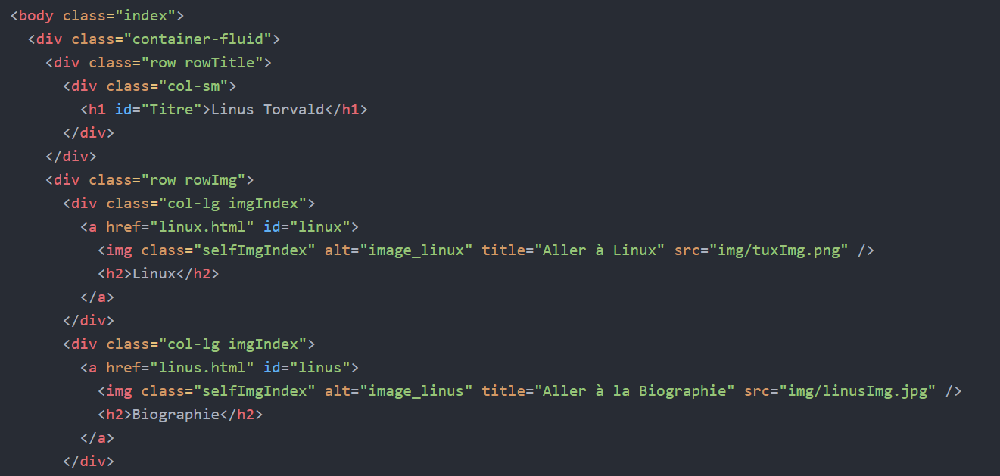 <body class="index">
<div class="container-fluid">
<div class="row rowTitle">
<div class="col-sm">
<h1 id="Titre">Linus Torvald</h1>
</div>
</div>
<div class="row rowImg">
<div class="col-lg imgIndex">
<a href="linux.html" id="linux">
<img class="selfImgIndex" alt="image_linux" title="Aller à Linux" src="img/tuxImg.png" />
<h2>Linux</h2>
</a>
</div>
<div class="col-lg imgIndex">
<a href="linus.html" id="linus">
<img class="selfImgIndex" alt="image_linus" title="Aller à la Biographie" src="img/linusImg.jpg" />
<h2>Biographie</h2>
</a>
</div>